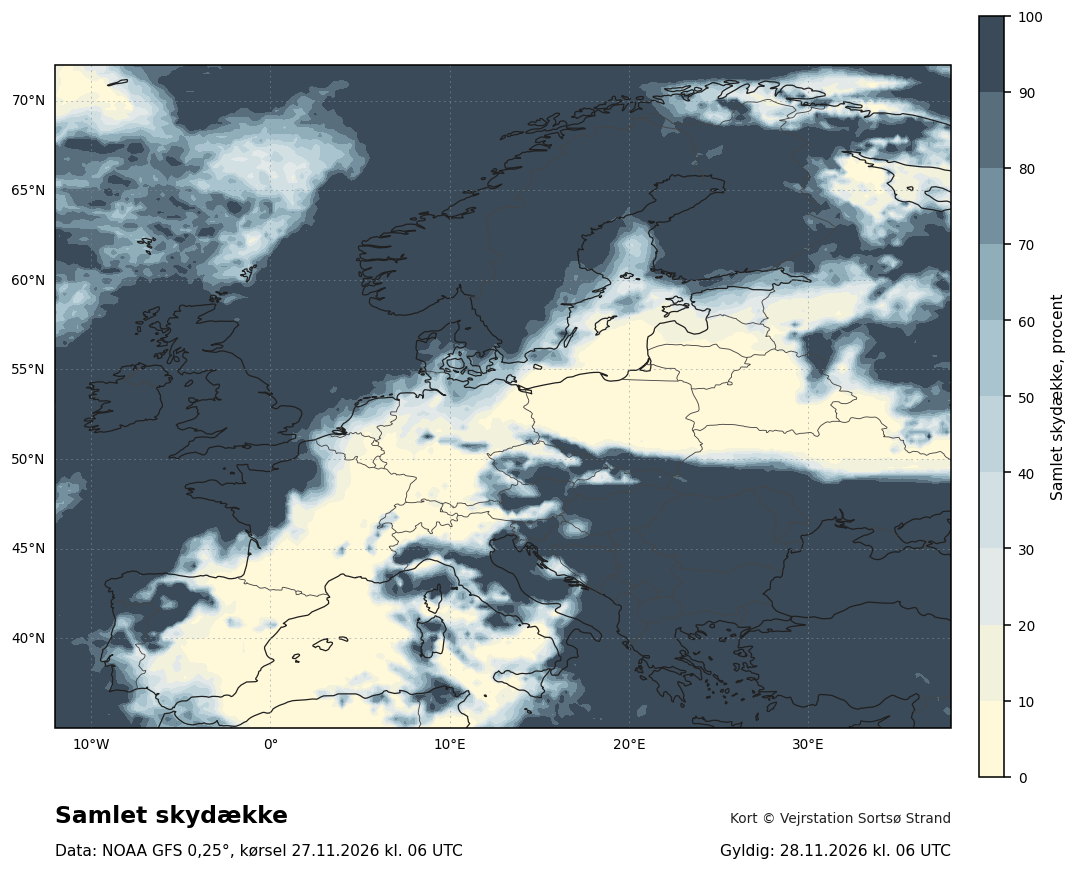 100
90
80
70
60
50
40
30
20
10
0
Samlet skydække, procent
70°N
65°N
60°N
55°N
50°N
45°N
40°N
10°W
0°
10°E
20°E
30°E
Samlet skydække
Kort © Vejrstation Sortsø Strand
Data: NOAA GFS 0,25°, kørsel 27.11.2026 kl. 06 UTC
Gyldig: 28.11.2026 kl. 06 UTC